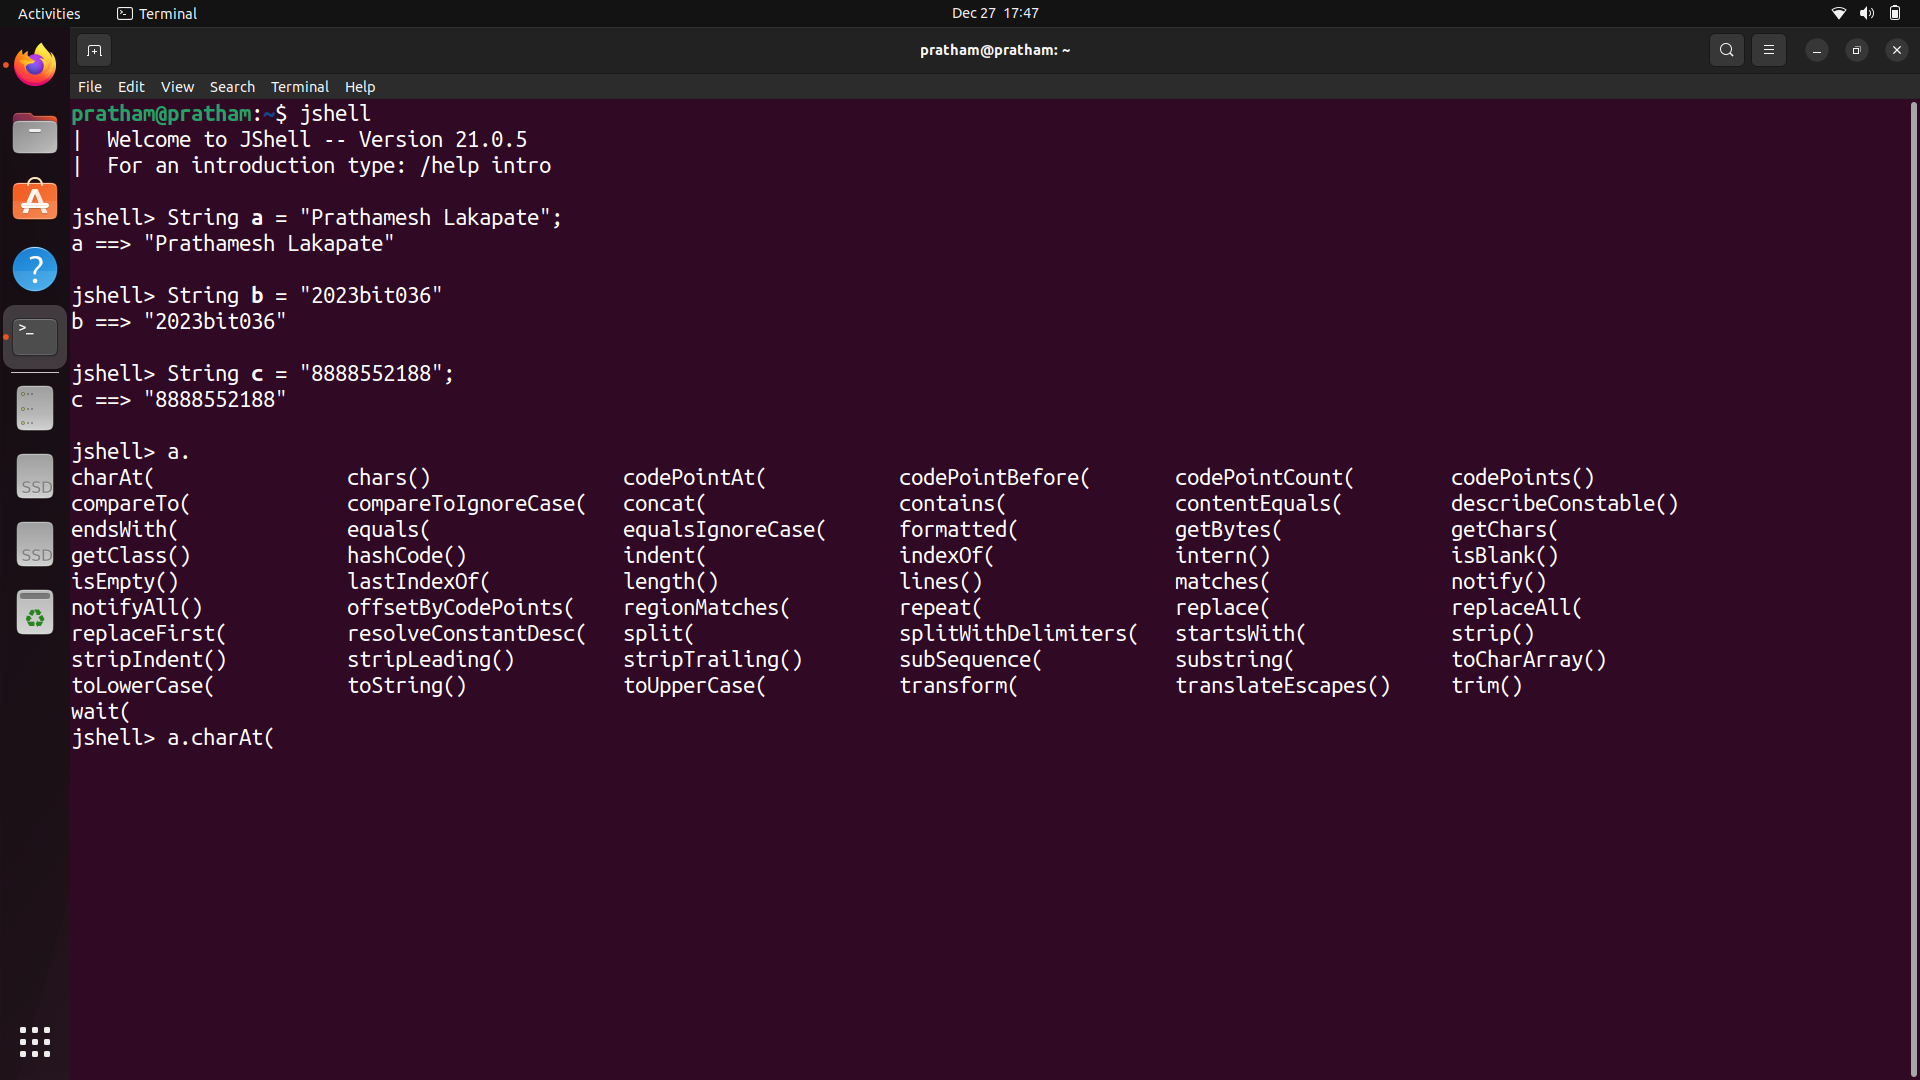 Activities Terminal Dec 27 17:47
pratham@pratham: ~
File Edit View Search Terminal Help
pratham@pratham:~$ jshell
| Welcome to JShell -- Version 21.0.5
| For an introduction type: /help intro
jshell> String a = "Prathamesh Lakapate";
a ==> "Prathamesh Lakapate"
jshell> String b = "2023bit036"
b ==> "2023bit036"
jshell> String c = "8888552188";
c ==> "8888552188"
jshell> a.
charAt( chars() codePointAt( codePointBefore( codePointCount( codePoints()
compareTo( compareToIgnoreCase( concat( contains( contentEquals( describeConstable()
endsWith( equals( equalsIgnoreCase( formatted( getBytes( getChars(
getClass() hashCode() indent( indexOf( intern() isBlank()
isEmpty() lastIndexOf( length() lines() matches( notify()
notifyAll() offsetByCodePoints( regionMatches( repeat( replace( replaceAll(
replaceFirst( resolveConstantDesc( split( splitWithDelimiters( startsWith( strip()
stripIndent() stripLeading() stripTrailing() subSequence( substring( toCharArray()
toLowerCase( toString() toUpperCase( transform( translateEscapes() trim()
wait(
jshell> a.charAt(
SSD
SSD